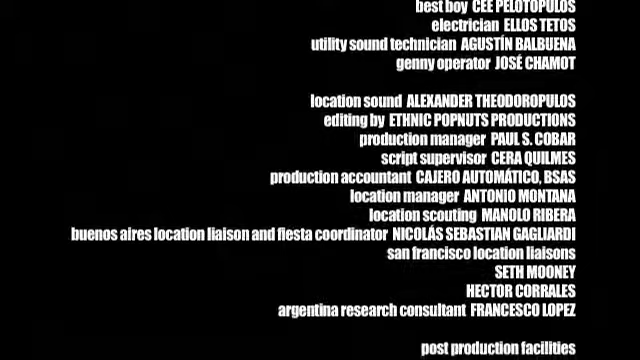 best boy CEE PELOTOPULOS
electrician ELLOS TETOS
utility sound technician AGUSTÍN BALBUENA
genny operator JOSÉ CHAMOT
location sound ALEXANDER THEODOROPULOS
editing by ETHNIC POPNUTS PRODUCTIONS
production manager PAUL S. COBAR
script supervisor CERA QUILMES
production accountant CAJERO AUTOMÁTICO, BSAS
location manager ANTONIO MONTANA
location scouting MANOLO RIBERA
buenos aires location liaison and fiesta coordinator NICOLÁS SEBASTIAN GAGLIARDI
san francisco location liaisons
SETH MOONEY
HECTOR CORRALES
argentina research consultant FRANCESCO LOPEZ
post production facilities